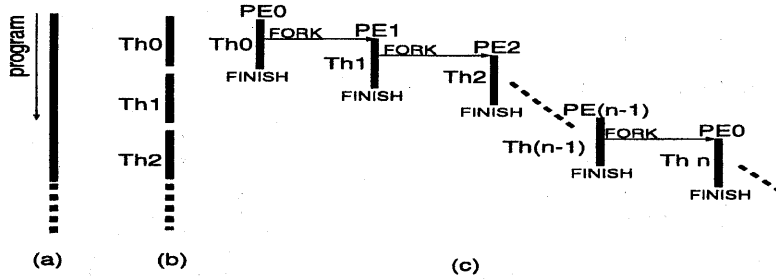 program
(a)
Th0
Th1
Th2
(b)
PE0
Th0
FORK
FINISH
PE1
Th1
FORK
FINISH
PE2
Th2
FINISH
PE(n-1)
Th(n-1)
FORK
FINISH
PE0
Th n
FINISH
(c)